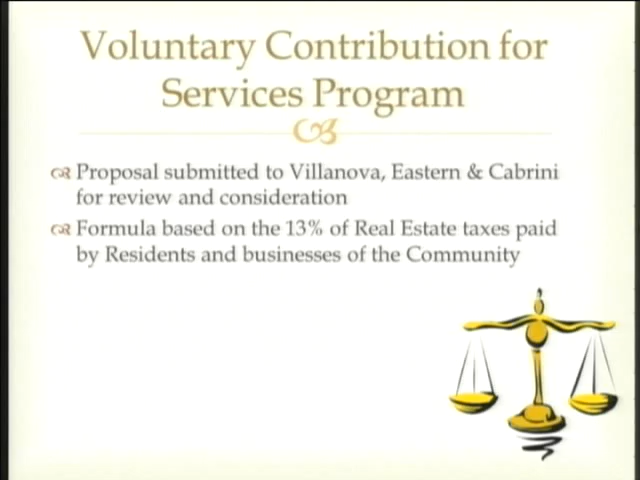 Voluntary Contribution for
Services Program
Proposal submitted to Villanova, Eastern & Cabrini
for review and consideration
Formula based on the 13% of Real Estate taxes paid
by Residents and businesses of the Community